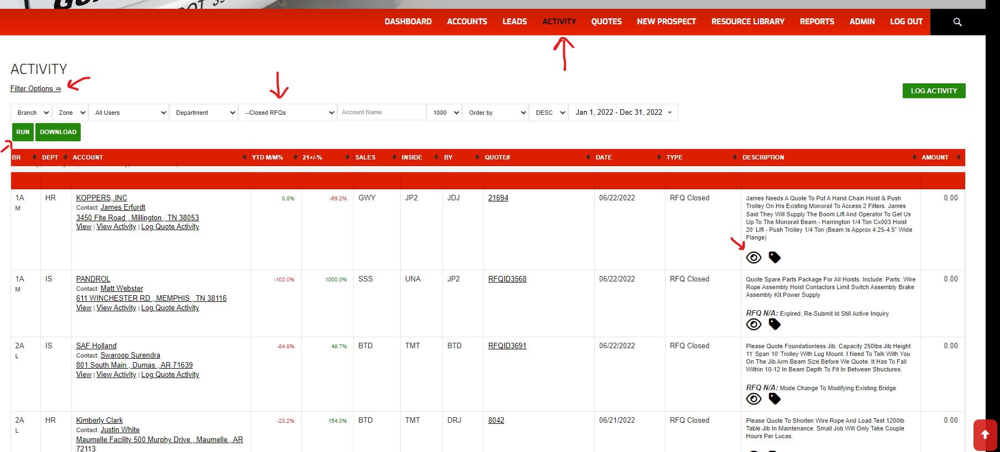 DASHBOARD ACCOUNTS LEADS ACTIVITY QUOTES NEW PROSPECT RESOURCE LIBRARY REPORTS ADMIN LOG OUT
ACTIVITY
Filter Options ⇒
LOG ACTIVITY
Branch Zone All Users Department --Closed RFQs Account Name 1000 Order by DESC Jan 1, 2022 - Dec 31, 2022
RUN DOWNLOAD
BR DEPT ACCOUNT YTD M/M% 21+/-% SALES INSIDE BY QUOTE# DATE TYPE DESCRIPTION AMOUNT
1A HR KOPPERS, INC 0.8% -66.2% GWY JP2 JDJ 21694 06/22/2022 RFQ Closed James Needs A Quote To Put A Hand Chain Hoist & Push 0.00
M Contact: James Erfurdt Trolley On His Existing Monorail To Access 2 Filters. James
3450 Fite Road , Millington , TN 38053 Said They Will Supply The Boom Lift And Operator To Get Us
View | View Activity | Log Quote Activity Up To The Monorail Beam - Harrington 1/4 Ton Cx003 Hoist
20' Lift - Push Trolley 1/4 Ton (Beam Is Approx 4.25-4.5" Wide
Flange)
1A IS PANDROL -100.0% 1000.0% SSS UNA JP2 RFQID3568 06/22/2022 RFQ Closed Quote Spare Parts Package For All Hoists. Include: Parts: Wire 0.00
M Contact: Matt Webster Rope Assembly Hoist Contactors Limit Switch Assembly Brake
611 WINCHESTER RD , MEMPHIS , TN 38116 Assembly Kit Power Supply
View | View Activity | Log Quote Activity
RFQ N/A: Expired, Re-Submit Id Still Active Inquiry.
2A IS SAF Holland -84.9% 49.7% BTD TMT BTD RFQID3691 06/22/2022 RFQ Closed Please Quote Foundationless Jib. Capacity 250lbs Jib Height 0.00
L Contact: Swaroop Surendra 11' Span 10' Trolley With Lug Mount. I Need To Talk With You
801 South Main , Dumas , AR 71639 On The Jib Arm Beam Size Before We Quote. It Has To Fall
View | View Activity | Log Quote Activity Within 10-12 In Beam Depth To Fit In Between Structures.
RFQ N/A: Mode Change To Modifying Existing Bridge
2A HR Kimberly Clark -23.2% 154.0% BTD TMT DRJ 8042 06/21/2022 RFQ Closed Please Quote To Shorten Wire Rope And Load Test 1200lb 0.00
L Contact: Justin White Table Jib In Maintenance. Small Job Will Only Take Couple
Maumelle Facility 500 Murphy Drive , Maumelle , AR Hours Per Lucas.
72113